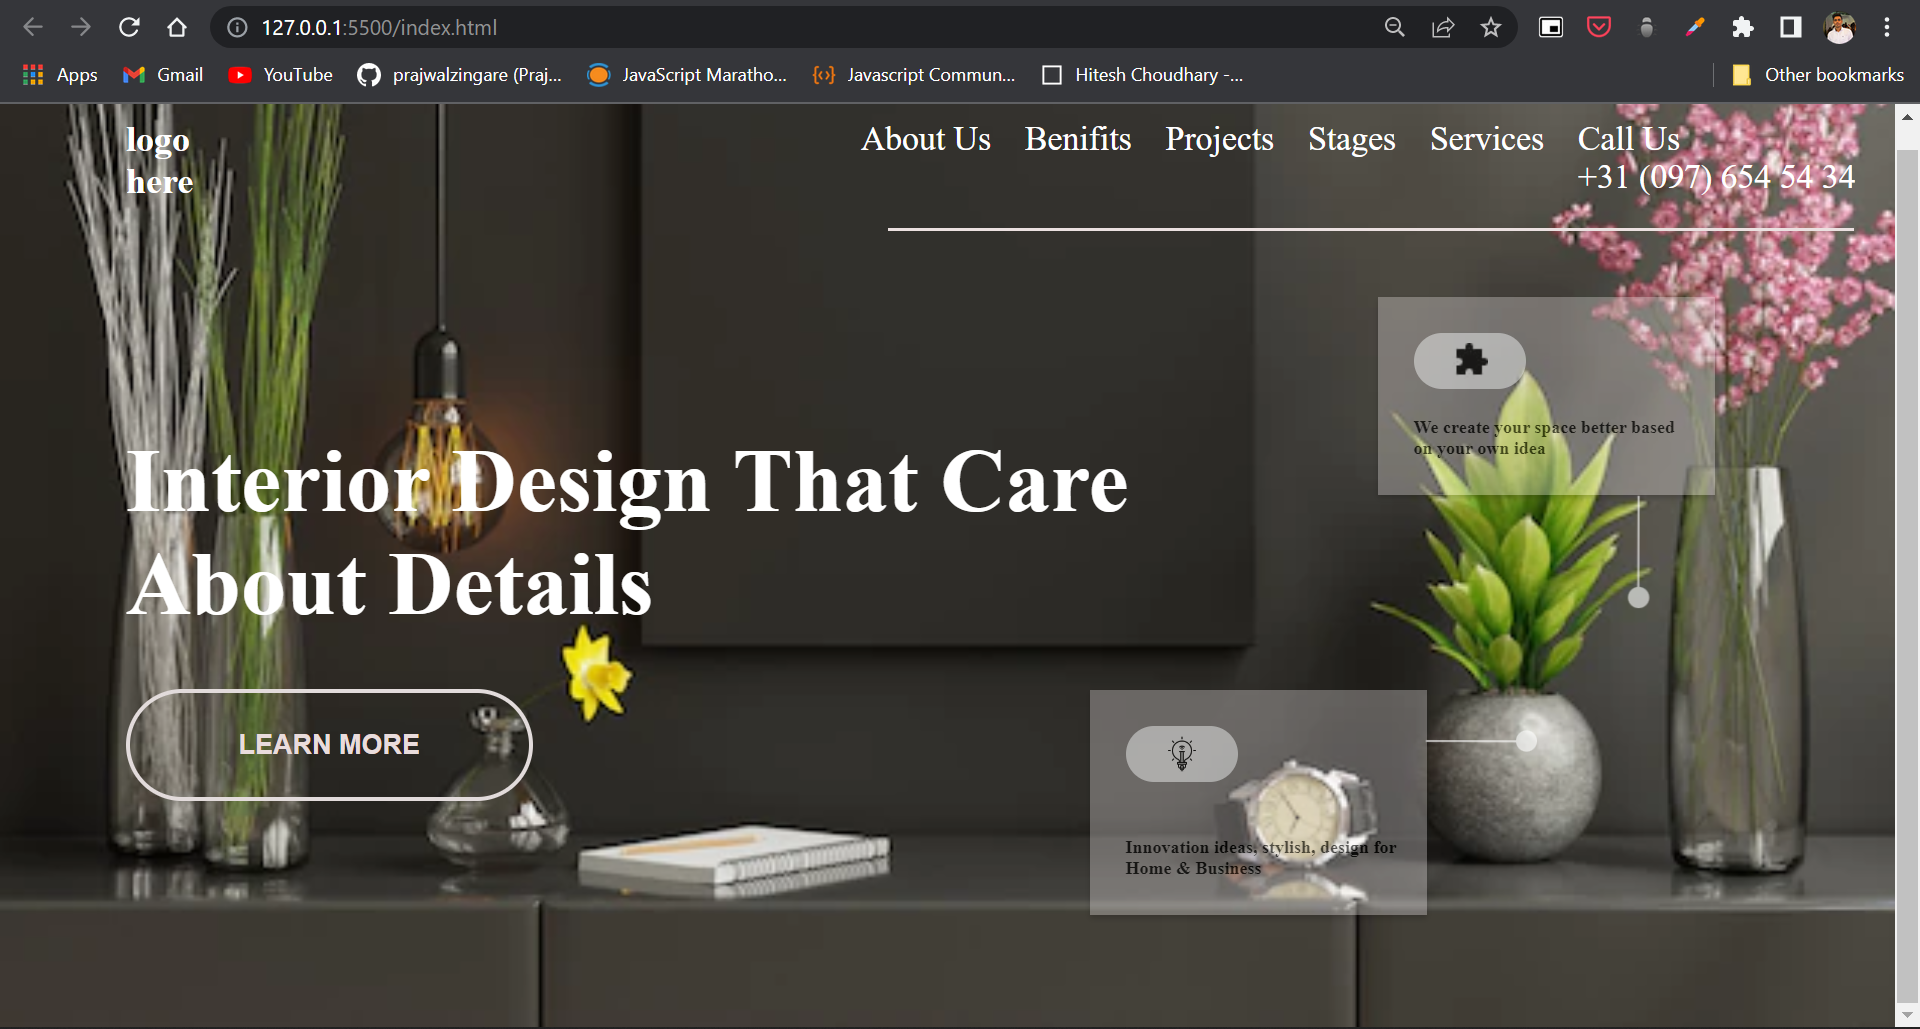 127.0.0.1:5500/index.html
Apps
Gmail
YouTube
prajwalzingare (Praj...
JavaScript Maratho...
Javascript Commun...
Hitesh Choudhary -...
Other bookmarks
logo
here
About Us
Benifits
Projects
Stages
Services
Call Us
+31 (097) 654 54 34
We create your space better based
on your own idea
Interior Design That Care
About Details
LEARN MORE
Innovation ideas, stylish, design for
Home & Business